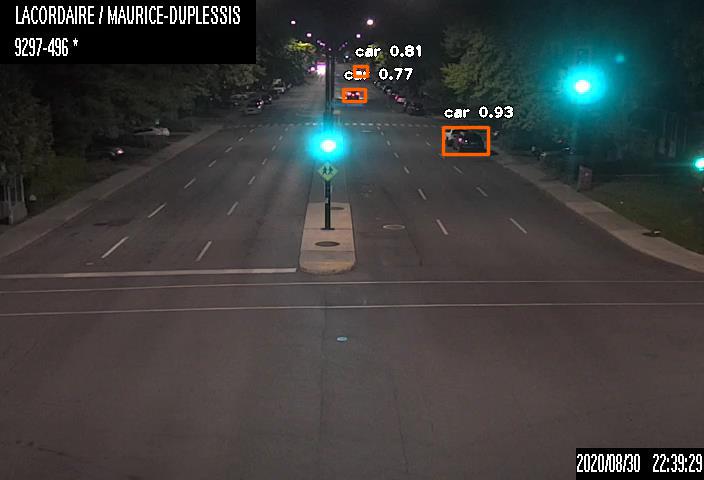 LACORDAIRE / MAURICE-DUPLESSIS
9297-496 *
car 0.81
car 0.77
car 0.93
2020/08/30 22:39:29